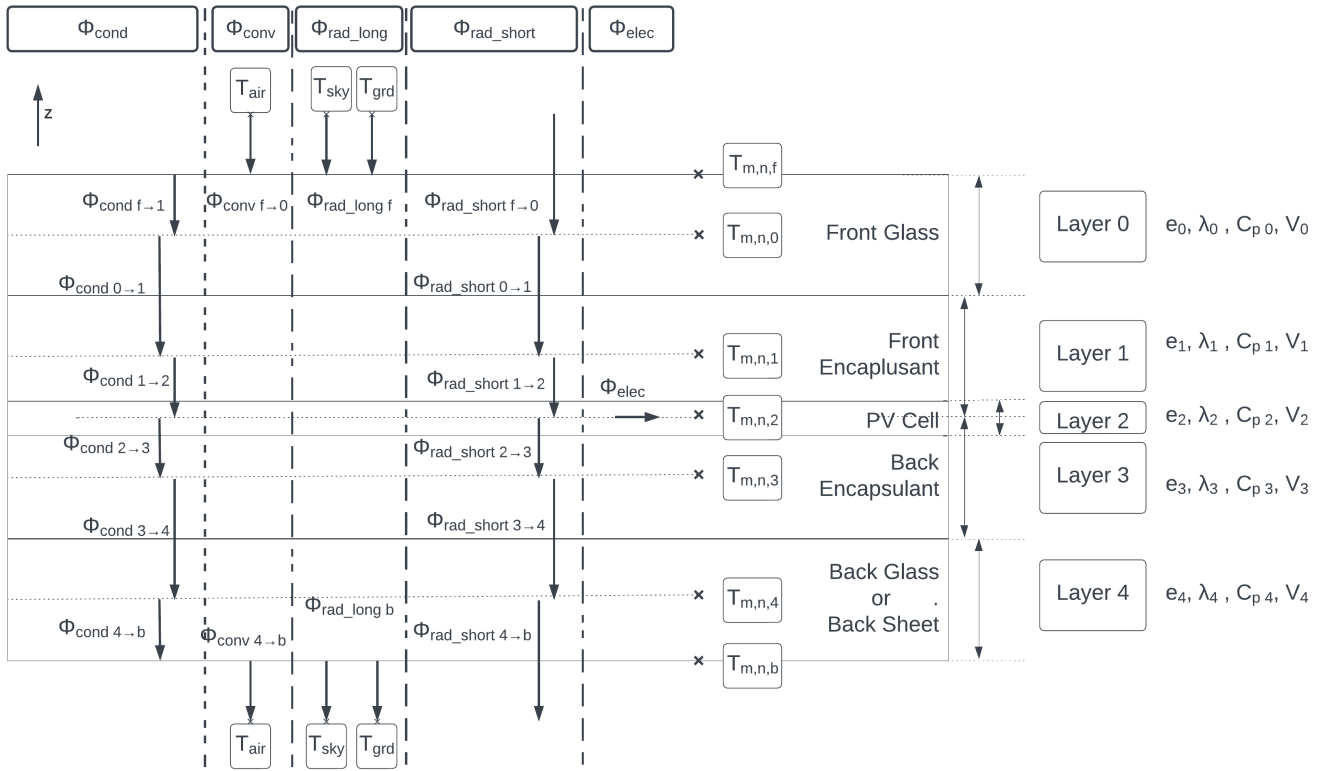 Φcond Φconv Φrad_long Φrad_short Φelec
Tair Tsky Tgrd
z
Tm,n,f
Φcond f→1 Φconv f→0 Φrad_long f Φrad_short f→0
Tm,n,0 Front Glass Layer 0 e0, λ0 , Cp 0, V0
Φcond 0→1 Φrad_short 0→1
Tm,n,1 Front
Encaplusant Layer 1 e1, λ1 , Cp 1, V1
Φcond 1→2 Φrad_short 1→2 Φelec
Tm,n,2 PV Cell Layer 2 e2, λ2 , Cp 2, V2
Φcond 2→3 Φrad_short 2→3
Tm,n,3 Back
Encapsulant Layer 3 e3, λ3 , Cp 3, V3
Φcond 3→4 Φrad_short 3→4
Tm,n,4 Back Glass
or .
Back Sheet Layer 4 e4, λ4 , Cp 4, V4
Φrad_long b
Φcond 4→b Φconv 4→b Φrad_short 4→b
Tm,n,b
Tair Tsky Tgrd